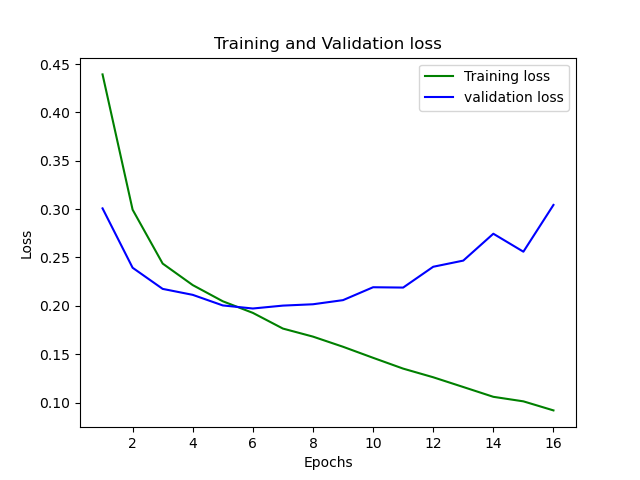 Training and Validation loss
Training loss
validation loss
0.45
0.40
0.35
0.30
0.25
0.20
0.15
0.10
Loss
2 4 6 8 10 12 14 16
Epochs